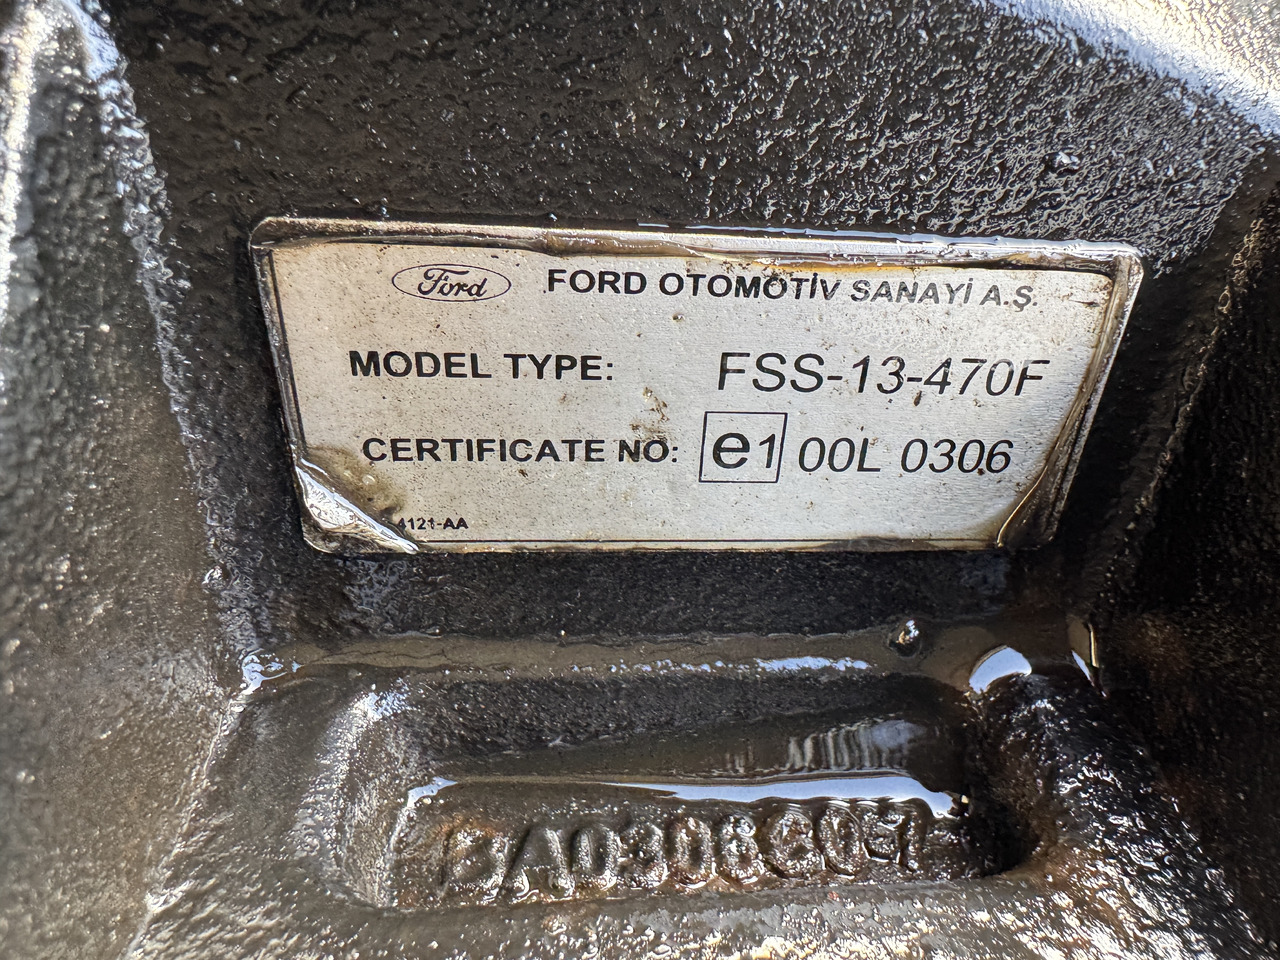 Ford FORD OTOMOTİV SANAYİ A.Ş.
MODEL TYPE: FSS-13-470F
CERTIFICATE NO: e1 00L 0306
4121-AA